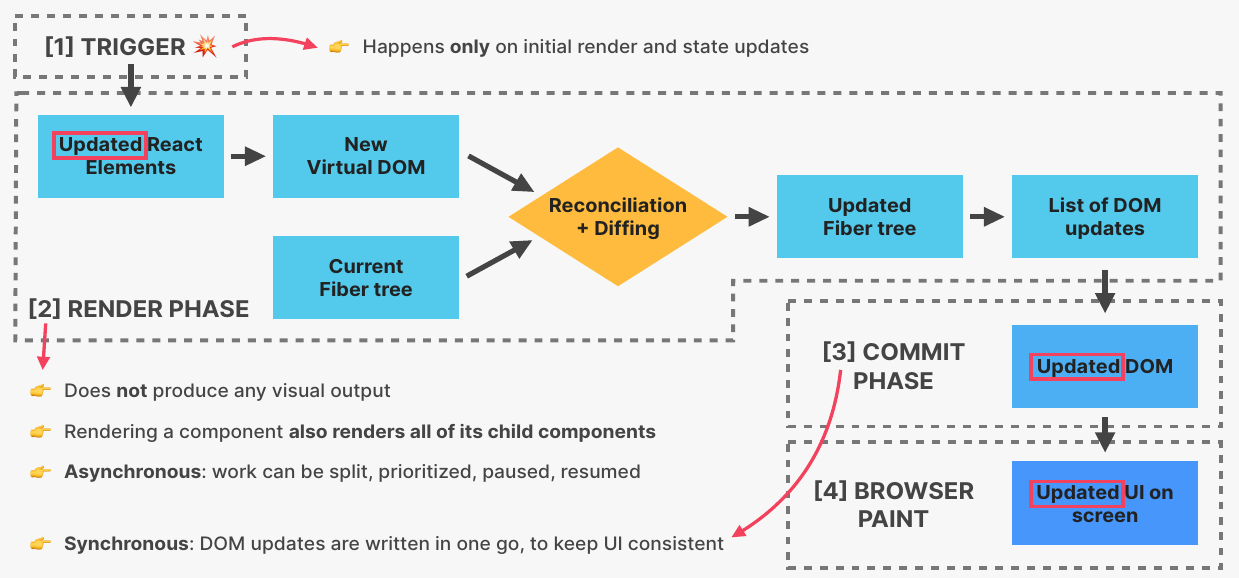 [1] TRIGGER 💥
👉 Happens only on initial render and state updates
Updated React
Elements
New
Virtual DOM
Current
Fiber tree
Reconciliation
+ Diffing
Updated
Fiber tree
List of DOM
updates
[2] RENDER PHASE
👉 Does not produce any visual output
👉 Rendering a component also renders all of its child components
👉 Asynchronous: work can be split, prioritized, paused, resumed
[3] COMMIT
PHASE
Updated DOM
👉 Synchronous: DOM updates are written in one go, to keep UI consistent
[4] BROWSER
PAINT
Updated UI on
screen